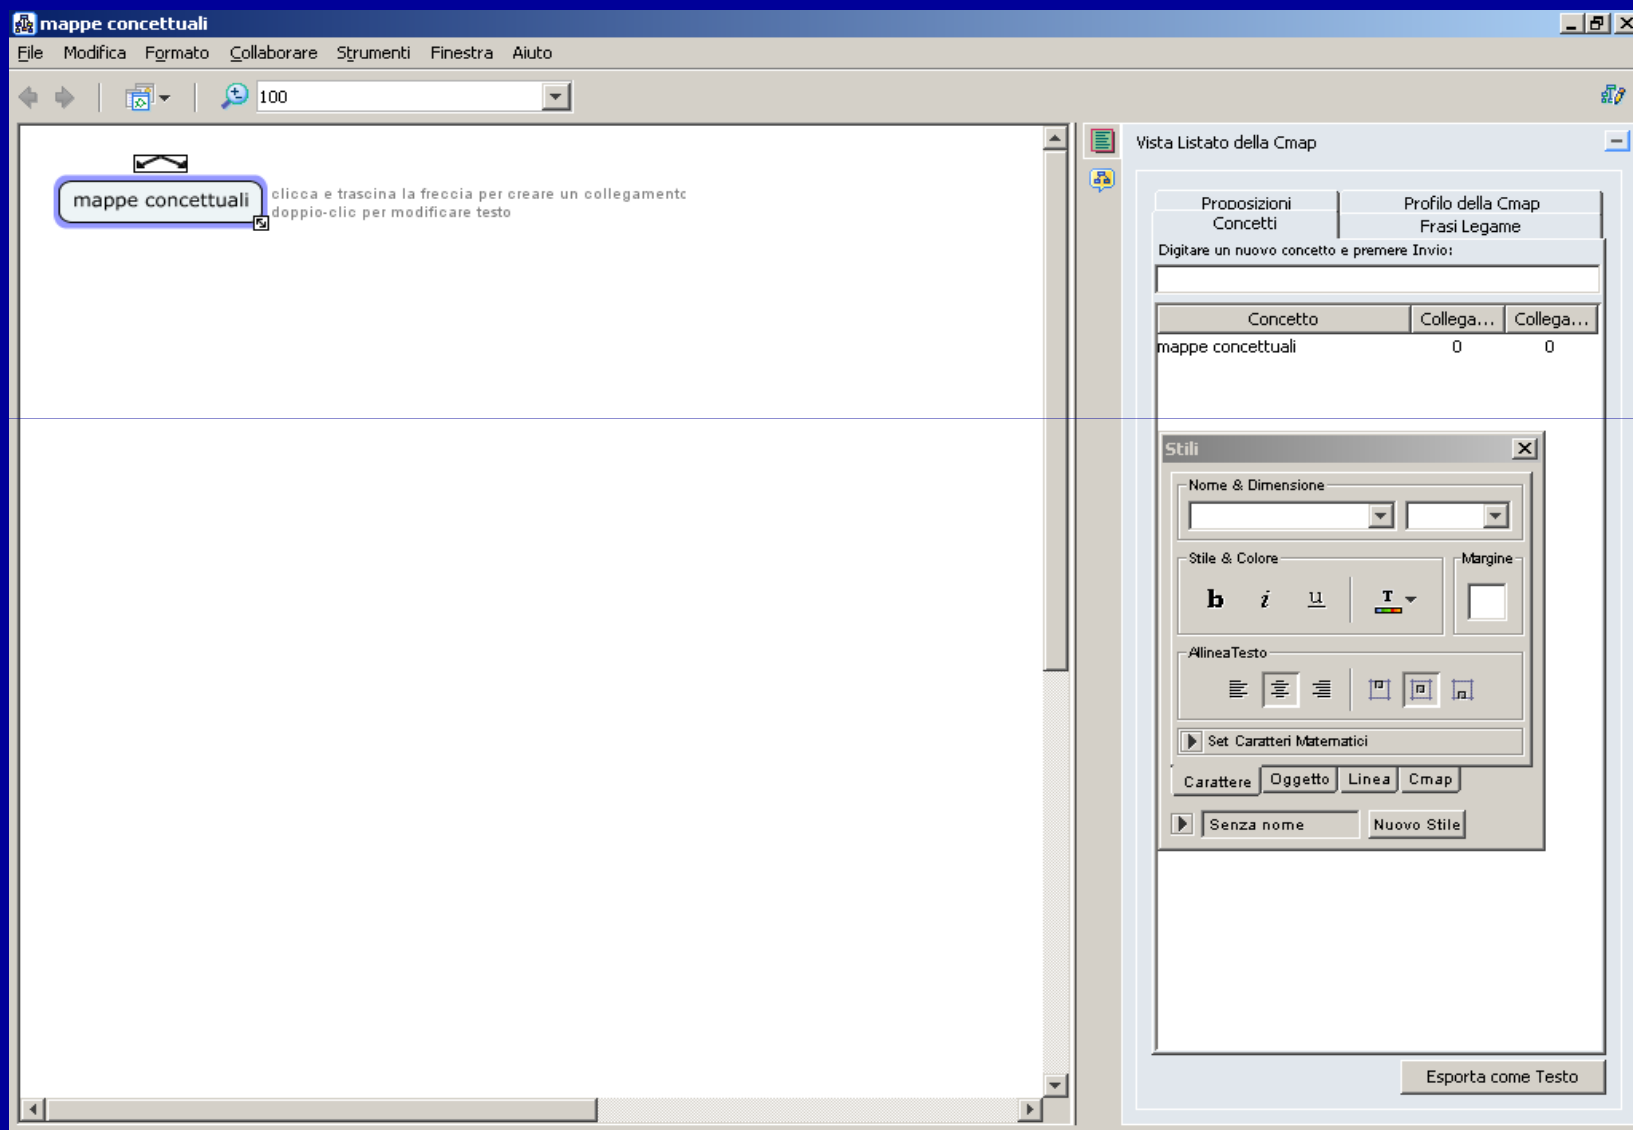 mappe concettuali
File Modifica Formato Collaborare Strumenti Finestra Aiuto
100
mappe concettuali
clicca e trascina la freccia per creare un collegamento
doppio-clic per modificare testo
Vista Listato della Cmap
Proposizioni Profilo della Cmap
Concetti Frasi Legame
Digitare un nuovo concetto e premere Invio:
Concetto Collega... Collega...
mappe concettuali 0 0
Stili
Nome & Dimensione
Stile & Colore Margine
b i u T
AllineaTesto
Set Caratteri Matematici
Carattere Oggetto Linea Cmap
Senza nome Nuovo Stile
Esporta come Testo